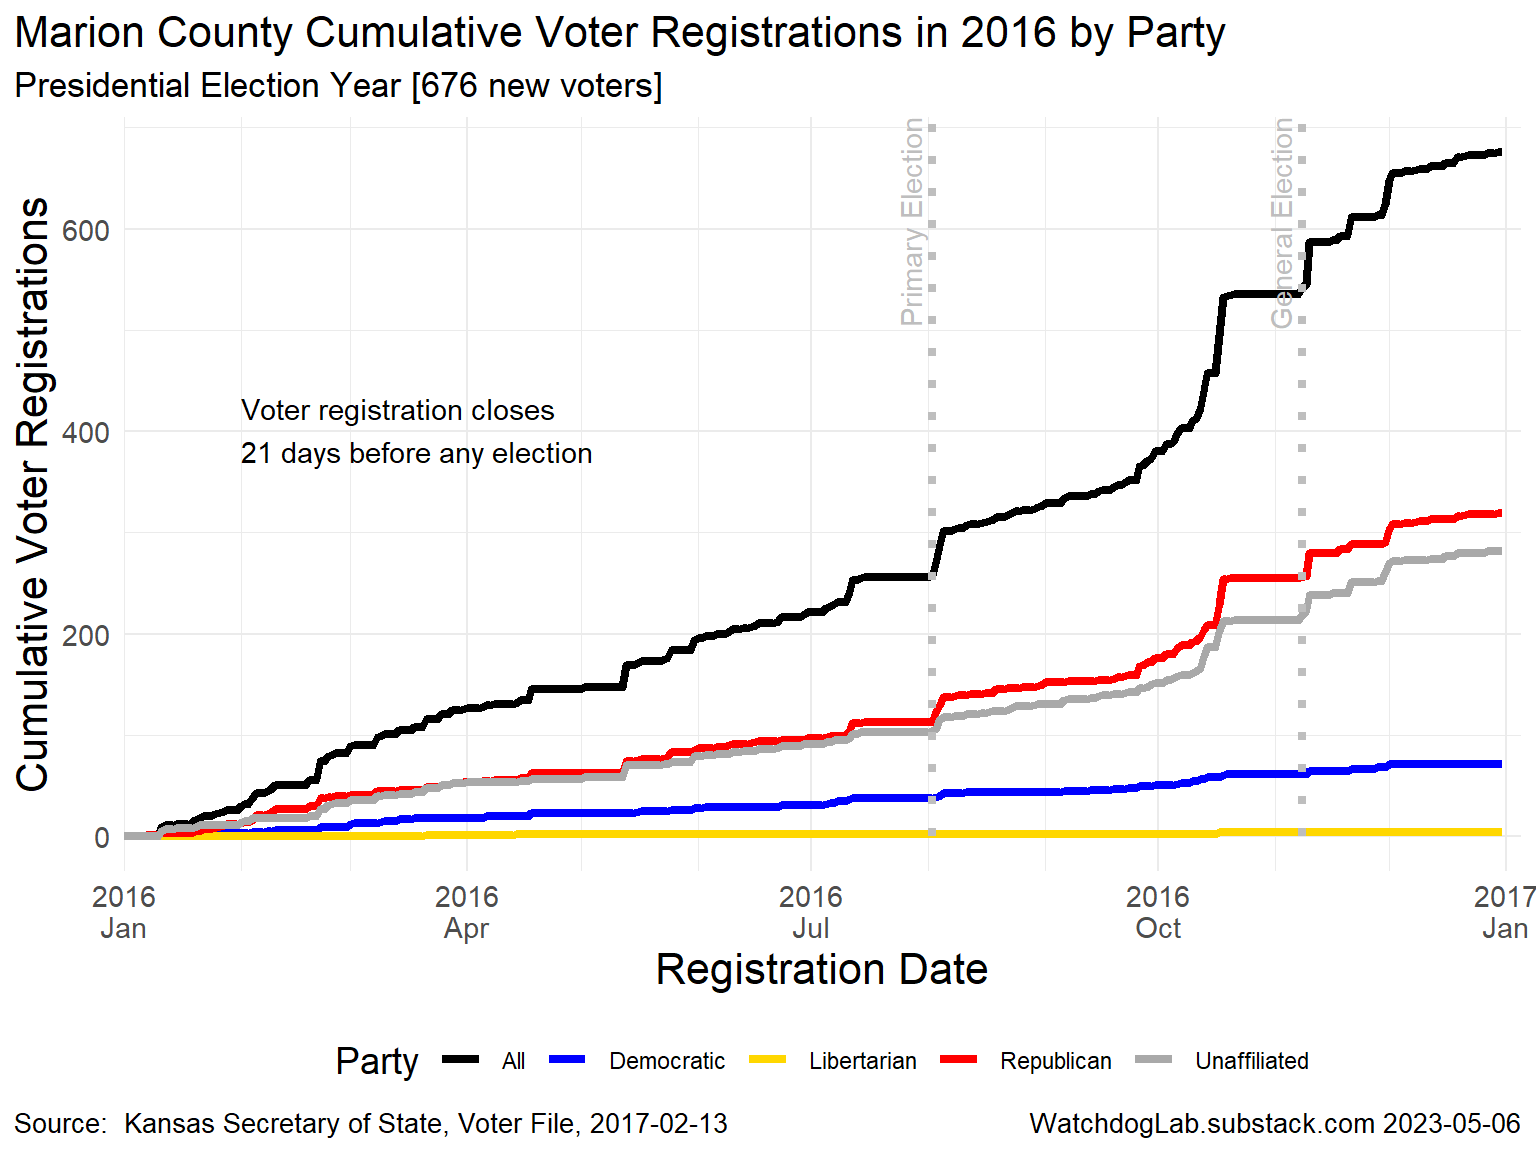 Marion County Cumulative Voter Registrations in 2016 by Party
Presidential Election Year [676 new voters]
Cumulative Voter Registrations
600
400
200
0
Primary Election
General Election
Voter registration closes
21 days before any election
2016
Jan
2016
Apr
2016
Jul
2016
Oct
2017
Jan
Registration Date
Party All Democratic Libertarian Republican Unaffiliated
Source:  Kansas Secretary of State, Voter File, 2017-02-13
WatchdogLab.substack.com 2023-05-06